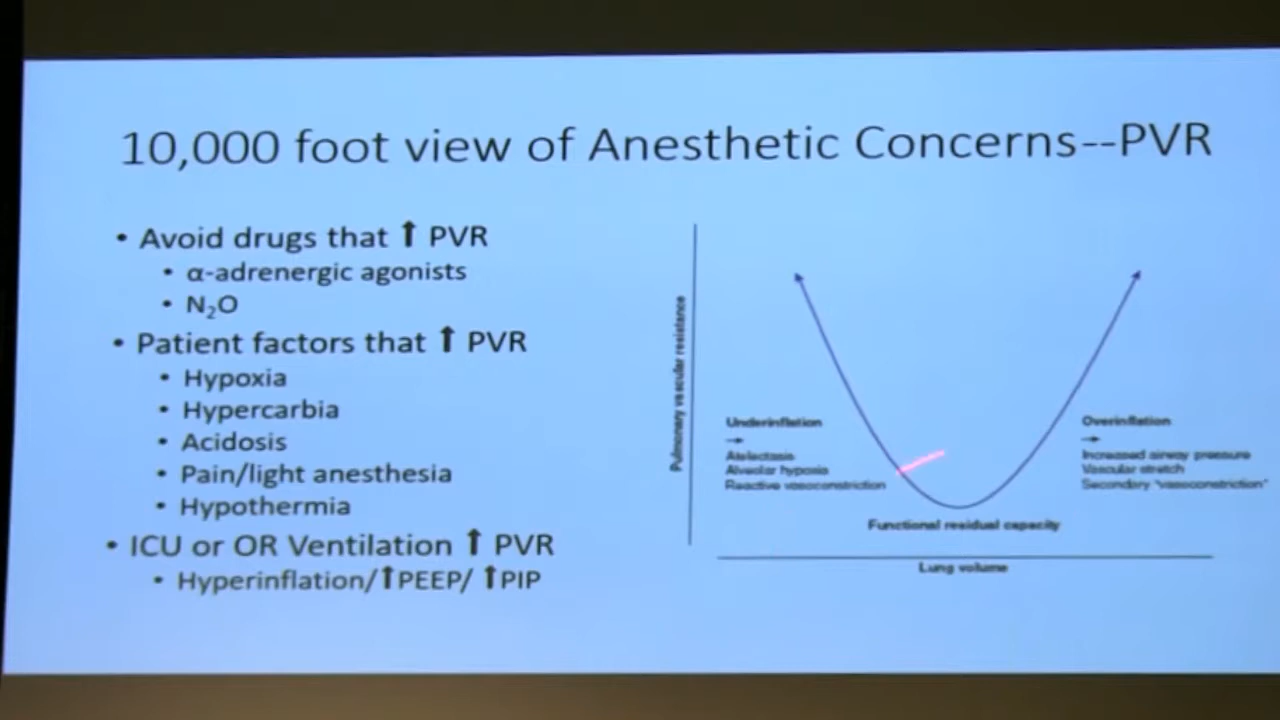 10,000 foot view of Anesthetic Concerns--PVR
• Avoid drugs that ⬆ PVR
• α-adrenergic agonists
• N₂O
• Patient factors that ⬆ PVR
• Hypoxia
• Hypercarbia
• Acidosis
• Pain/light anesthesia
• Hypothermia
• ICU or OR Ventilation ⬆ PVR
• Hyperinflation/⬆PEEP/ ⬆PIP
Pulmonary vascular resistance
Underinflation
→
Atelectasis
Alveolar hypoxia
Reactive vasoconstriction
Overinflation
→
Increased airway pressure
Vascular stretch
Secondary "vasoconstriction"
Functional residual capacity
Lung volume